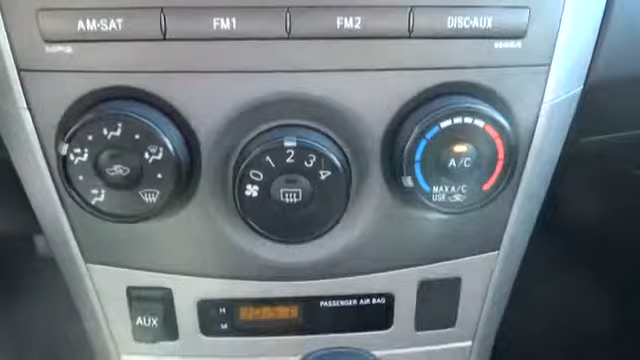 AM·SAT FM1 FM2 DISC·AUX
0 1 2 3 4
A/C
MAX A/C
USE
PASSENGER AIR BAG
H
M
AUX